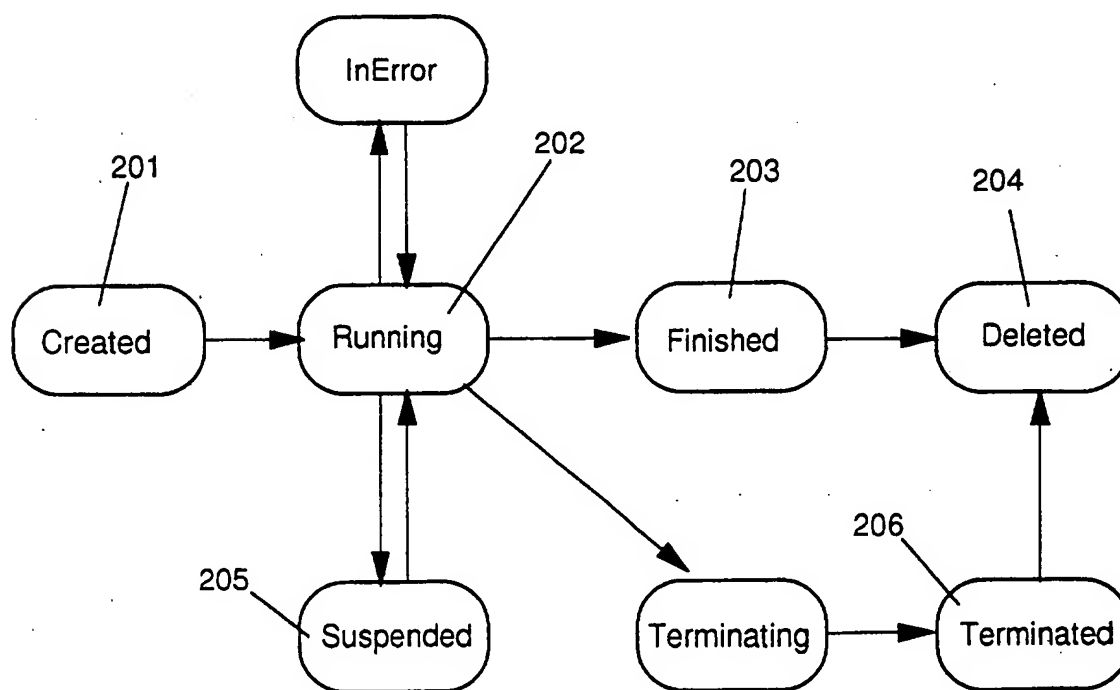 InError
201
202
203
204
Created
Running
Finished
Deleted
205
206
Suspended
Terminating
Terminated